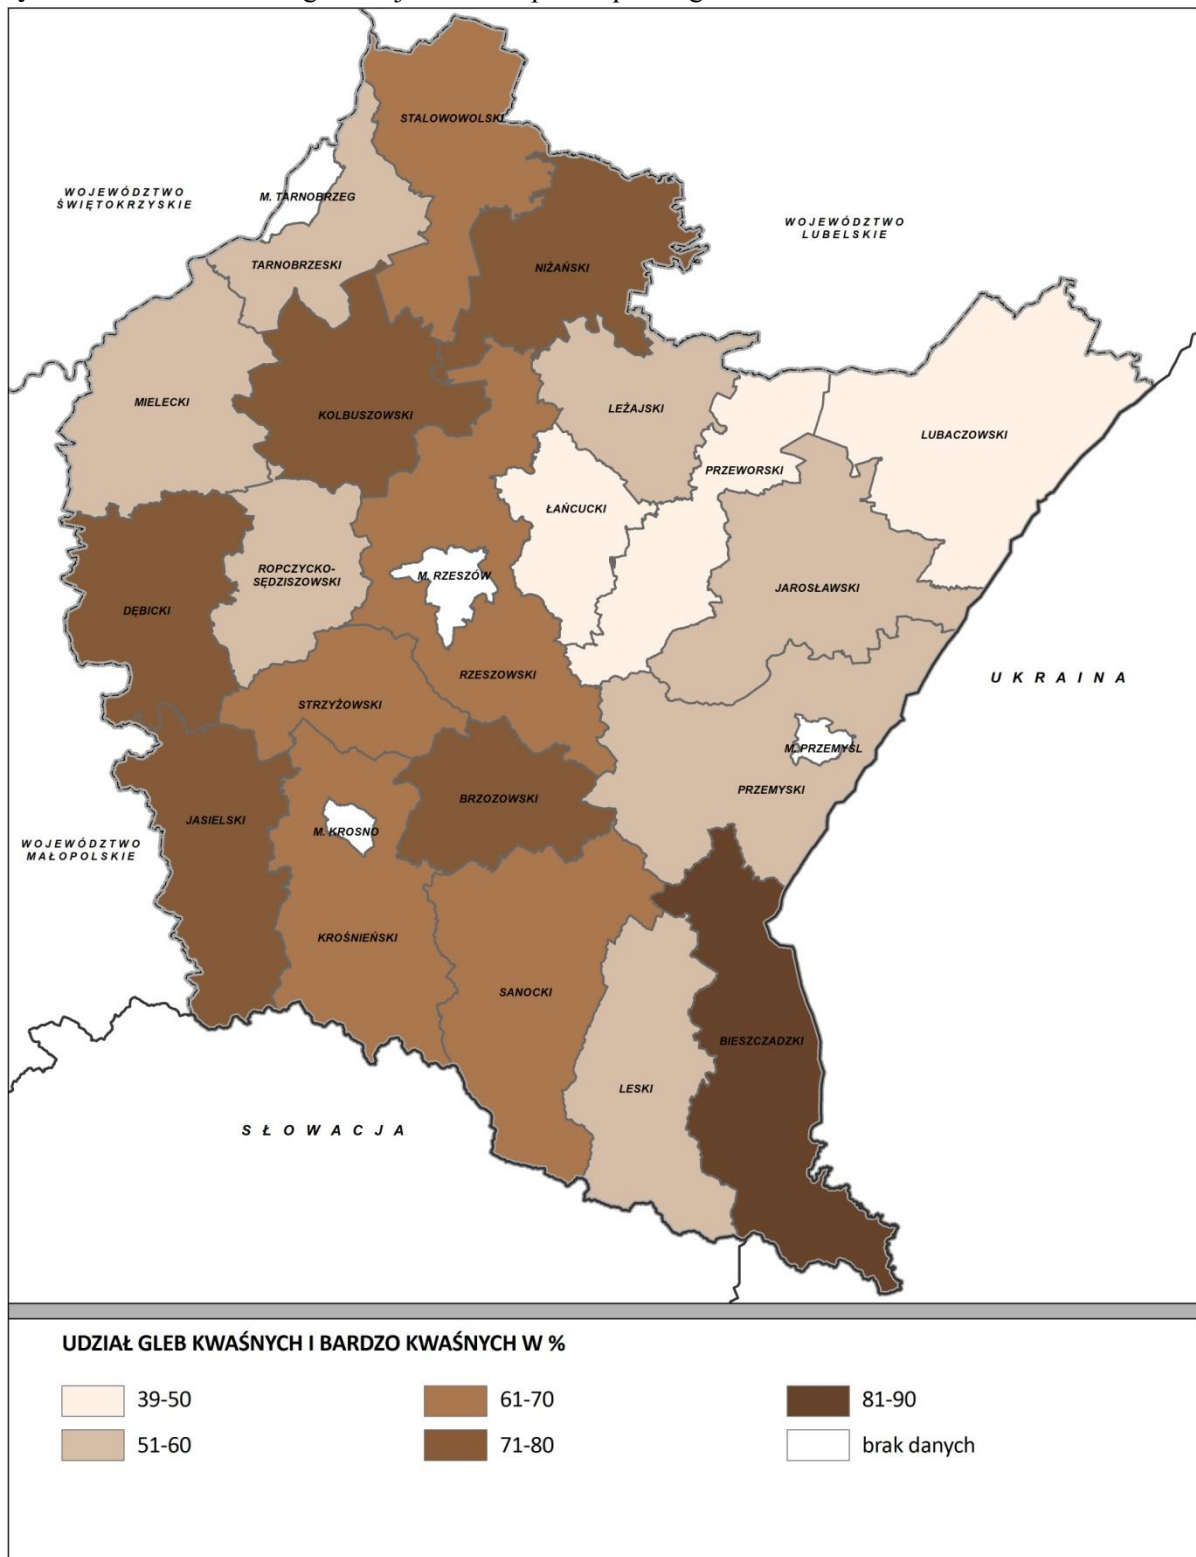 STALOWOWOLSKI
WOJEWÓDZTWO
ŚWIĘTOKRZYSKIE
M. TARNOBRZEG
WOJEWÓDZTWO
LUBELSKIE
TARNOBRZESKI
NIŻAŃSKI
MIELECKI
KOLBUSZOWSKI
LEŻAJSKI
LUBACZOWSKI
PRZEWORSKI
ŁAŃCUCKI
ROPCZYCKO-
SĘDZISZOWSKI
M. RZESZÓW
JAROSŁAWSKI
DĘBICKI
RZESZOWSKI
UKRAINA
STRZYŻOWSKI
M. PRZEMYŚL
PRZEMYSKI
BRZOZOWSKI
JASIELSKI
M. KROSNO
WOJEWÓDZTWO
MAŁOPOLSKIE
KROŚNIEŃSKI
SANOCKI
BIESZCZADZKI
LESKI
SŁOWACJA
UDZIAŁ GLEB KWAŚNYCH I BARDZO KWAŚNYCH W %
39-50
61-70
81-90
51-60
71-80
brak danych